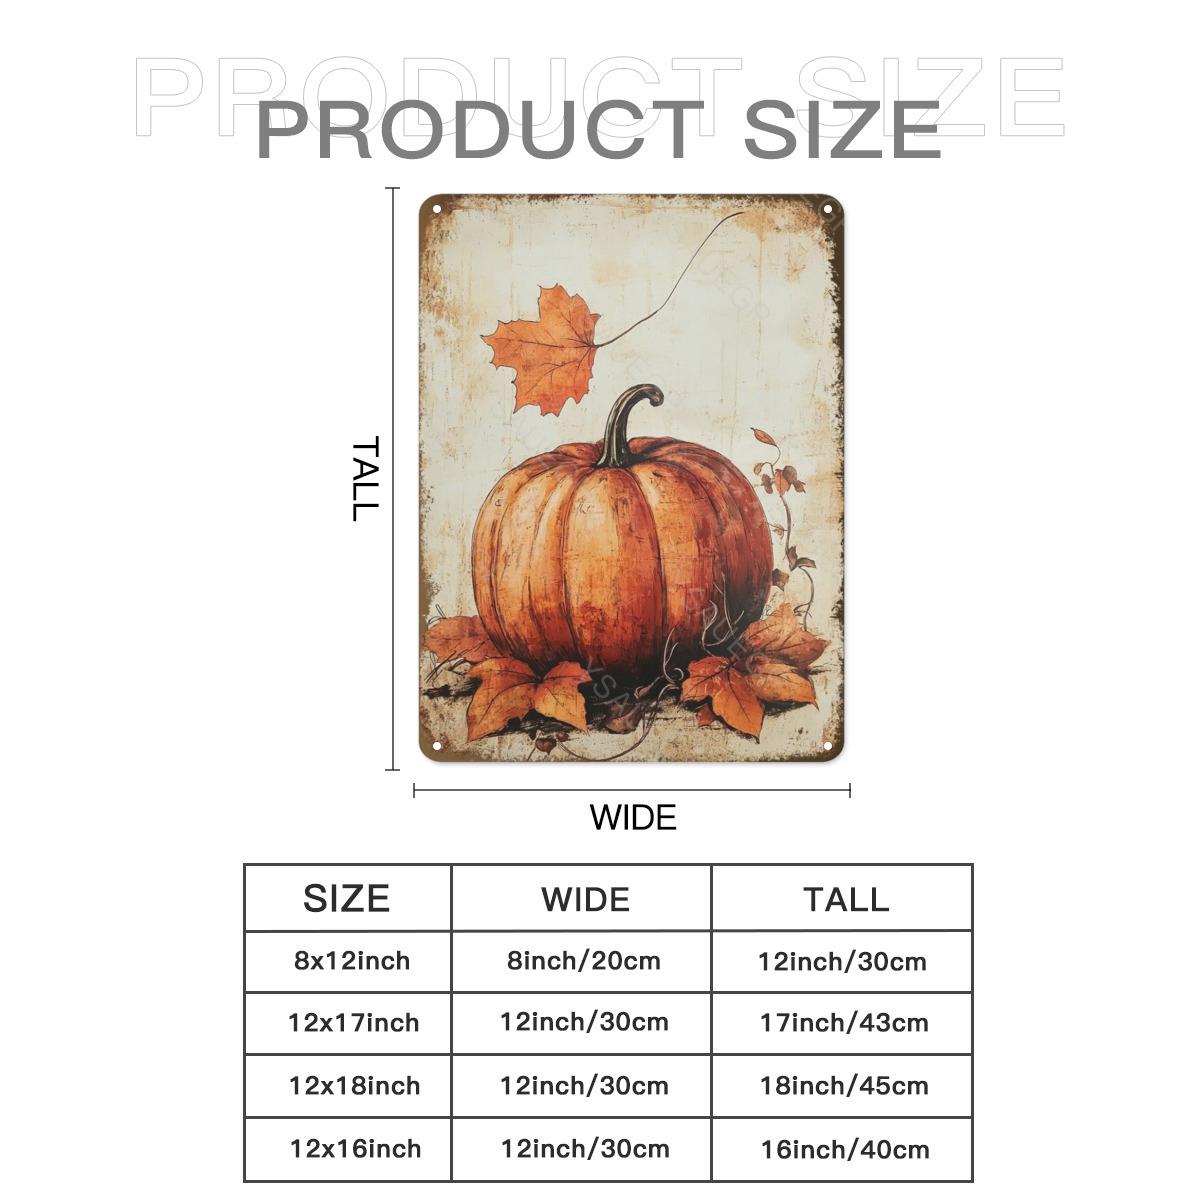 PRODUCT SIZE
PRODUCT SIZE
TALL
WIDE
SIZE WIDE TALL
8x12inch 8inch/20cm 12inch/30cm
12x17inch 12inch/30cm 17inch/43cm
12x18inch 12inch/30cm 18inch/45cm
12x16inch 12inch/30cm 16inch/40cm